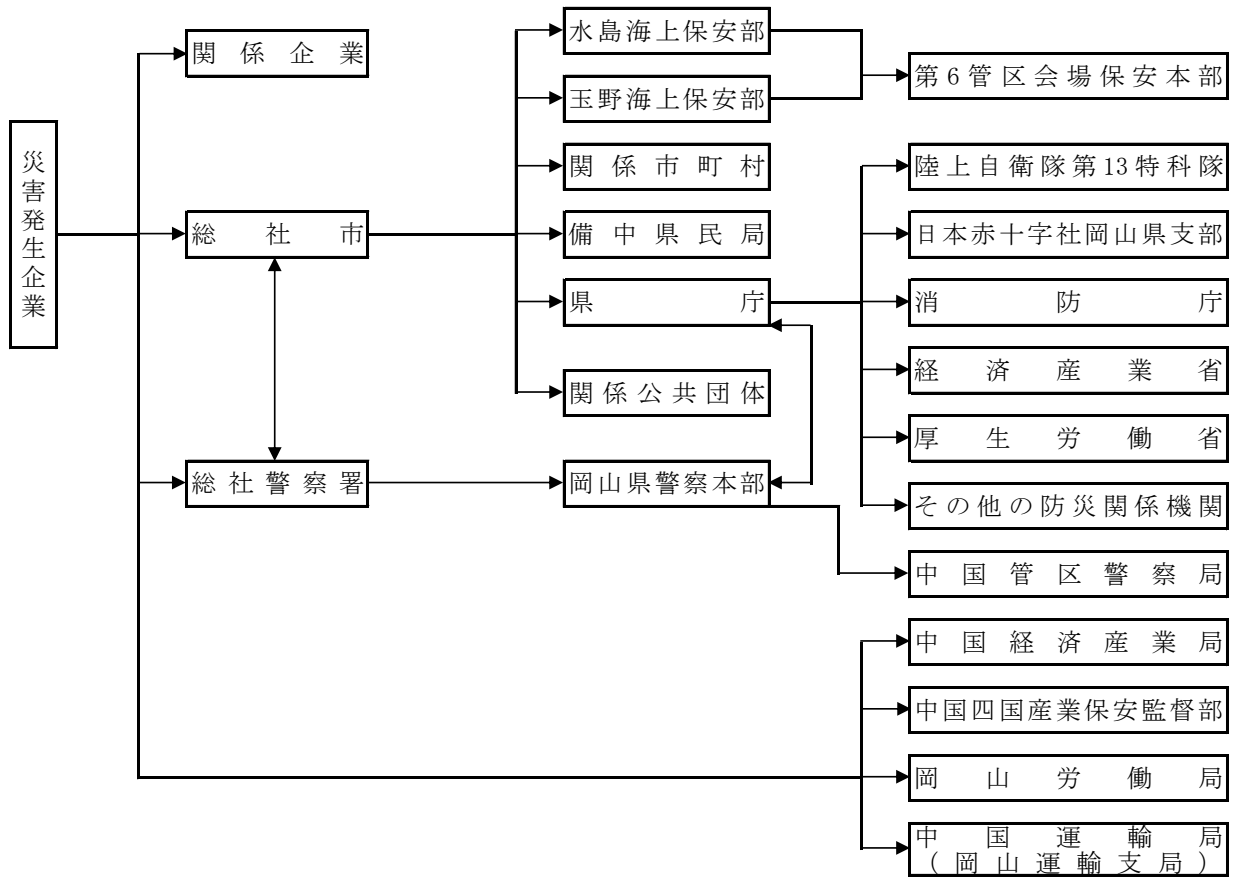 災害発生企業
関係企業
総社市
総社警察署
水島海上保安部
玉野海上保安部
関係市町村
備中県民局
県庁
関係公共団体
岡山県警察本部
第6管区会場保安本部
陸上自衛隊第13特科隊
日本赤十字社岡山県支部
消防庁
経済産業省
厚生労働省
その他の防災関係機関
中国管区警察局
中国経済産業局
中国四国産業保安監督部
岡山労働局
中国運輸局
(岡山運輸支局)